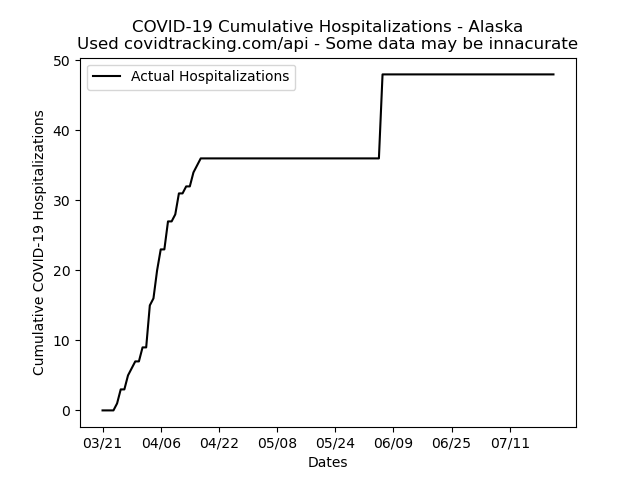 COVID-19 Cumulative Hospitalizations - Alaska
Used covidtracking.com/api - Some data may be innacurate
Actual Hospitalizations
Cumulative COVID-19 Hospitalizations
50
40
30
20
10
0
03/21 04/06 04/22 05/08 05/24 06/09 06/25 07/11
Dates